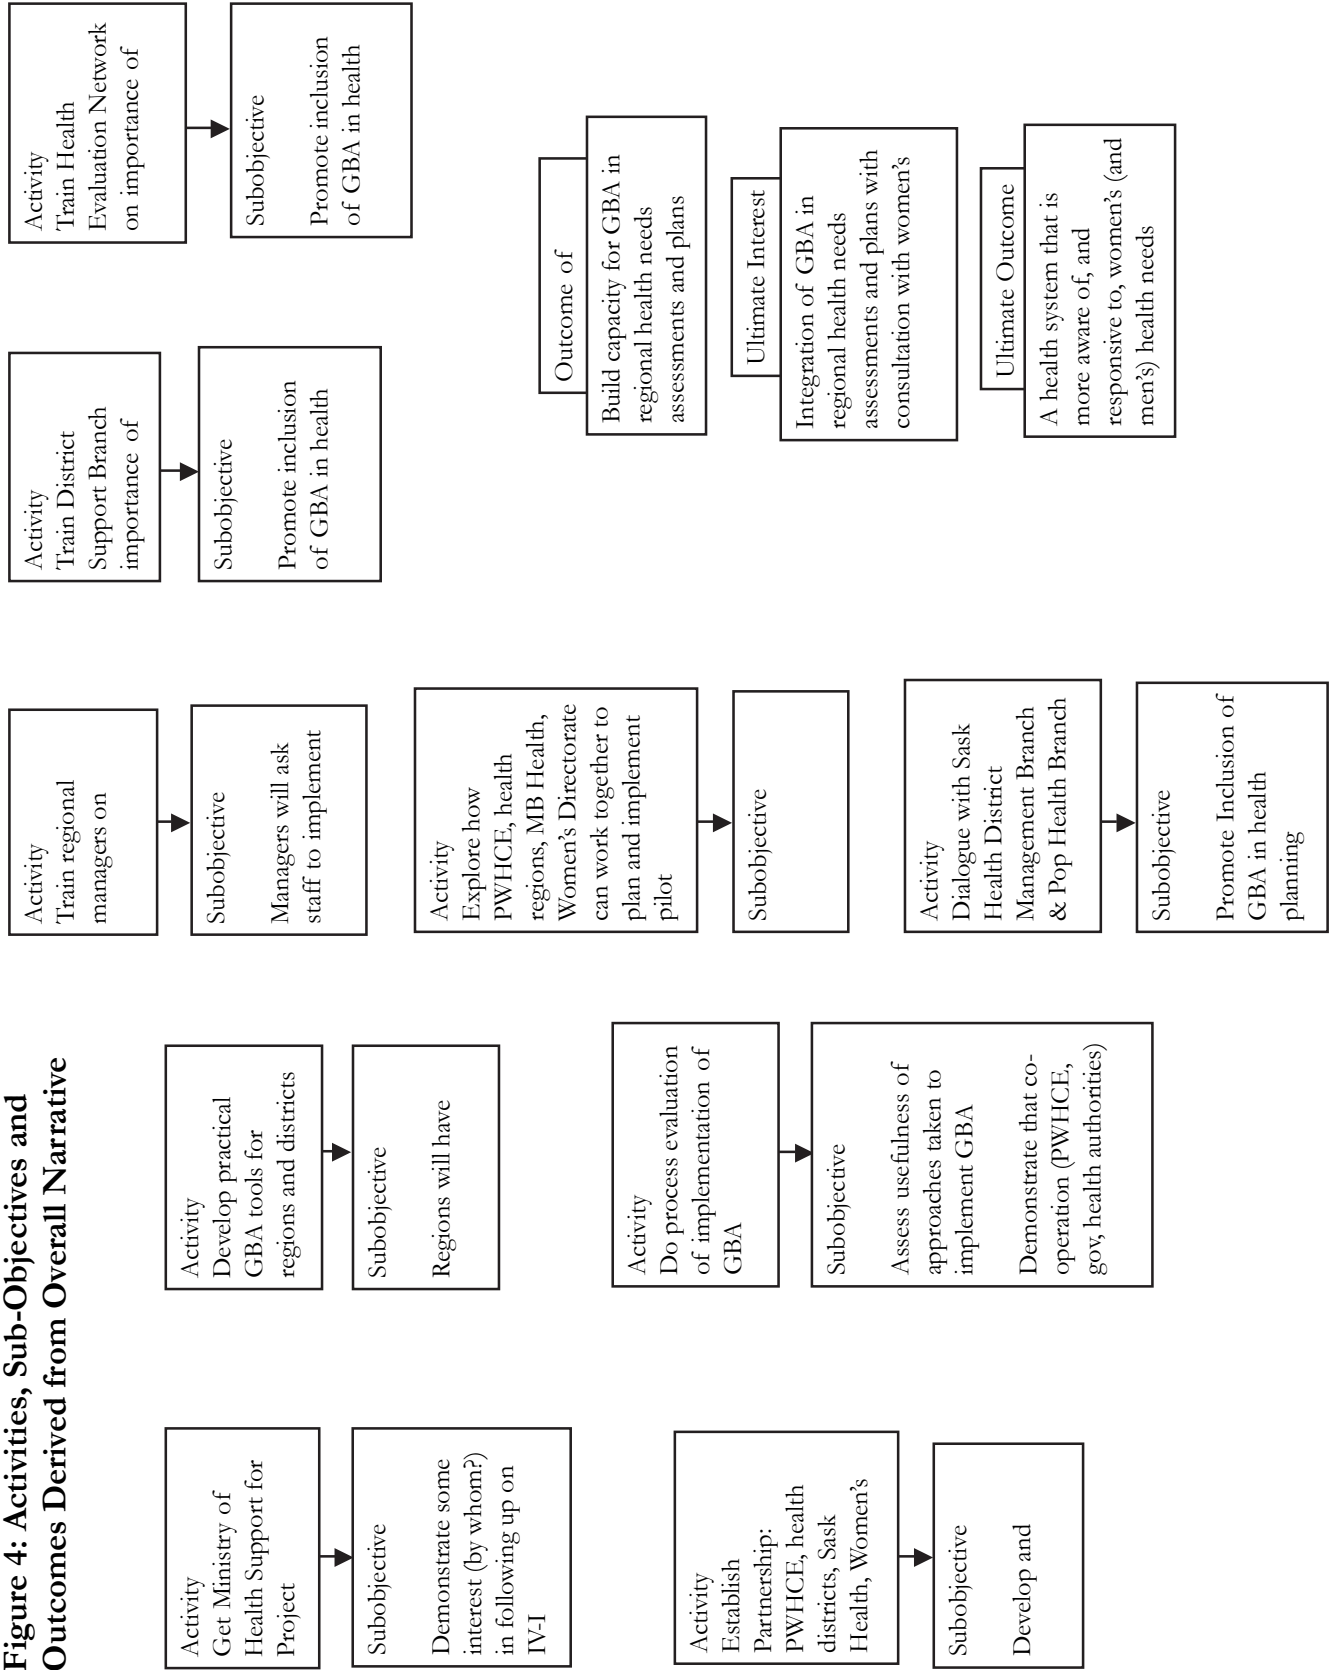 Figure 4: Activities, Sub-Objectives and
Outcomes Derived from Overall Narrative
Activity
Get Ministry of
Health Support for
Project
Subobjective
Demonstrate some
interest (by whom?)
in following up on
IV-I
Activity
Establish
Partnership:
PWHCE, health
districts, Sask
Health, Women's
Subobjective
Develop and
Activity
Develop practical
GBA tools for
regions and districts
Subobjective
Regions will have
Activity
Do process evaluation
of implementation of
GBA
Subobjective
Assess usefulness of
approaches taken to
implement GBA
Demonstrate that co-
operation (PWHCE,
gov, health authorities)
Activity
Train regional
managers on
Subobjective
Managers will ask
staff to implement
Activity
Explore how
PWHCE, health
regions, MB Health,
Women's Directorate
can work together to
plan and implement
pilot
Subobjective
Activity
Dialogue with Sask
Health District
Management Branch
& Pop Health Branch
Subobjective
Promote Inclusion of
GBA in health
planning
Activity
Train District
Support Branch
importance of
Subobjective
Promote inclusion
of GBA in health
Activity
Train Health
Evaluation Network
on importance of
Subobjective
Promote inclusion
of GBA in health
Outcome of
Build capacity for GBA in
regional health needs
assessments and plans
Ultimate Interest
Integration of GBA in
regional health needs
assessments and plans with
consultation with women's
Ultimate Outcome
A health system that is
more aware of, and
responsive to, women's (and
men's) health needs